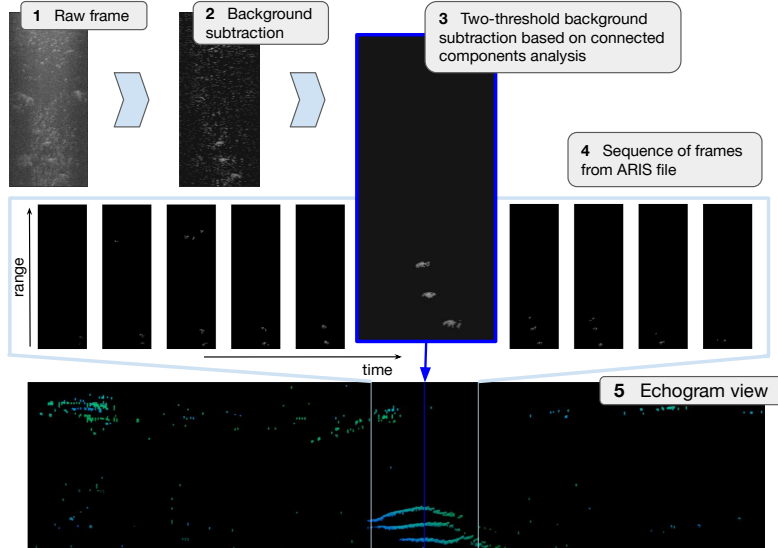 1 Raw frame
2 Background
subtraction
3 Two-threshold background
subtraction based on connected
components analysis
4 Sequence of frames
from ARIS file
range
time
5 Echogram view